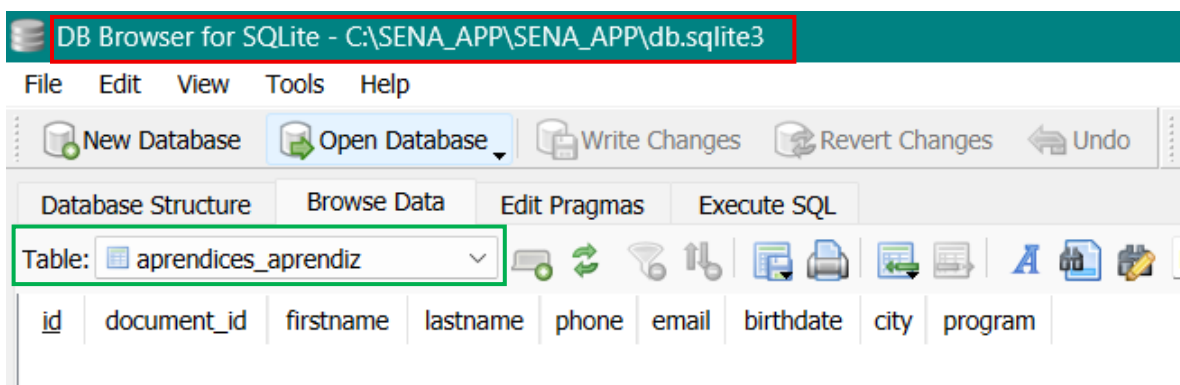 DB Browser for SQLite - C:\SENA_APP\SENA_APP\db.sqlite3
File Edit View Tools Help
New Database Open Database Write Changes Revert Changes Undo
Database Structure Browse Data Edit Pragmas Execute SQL
Table: aprendices_aprendiz
id document_id firstname lastname phone email birthdate city program